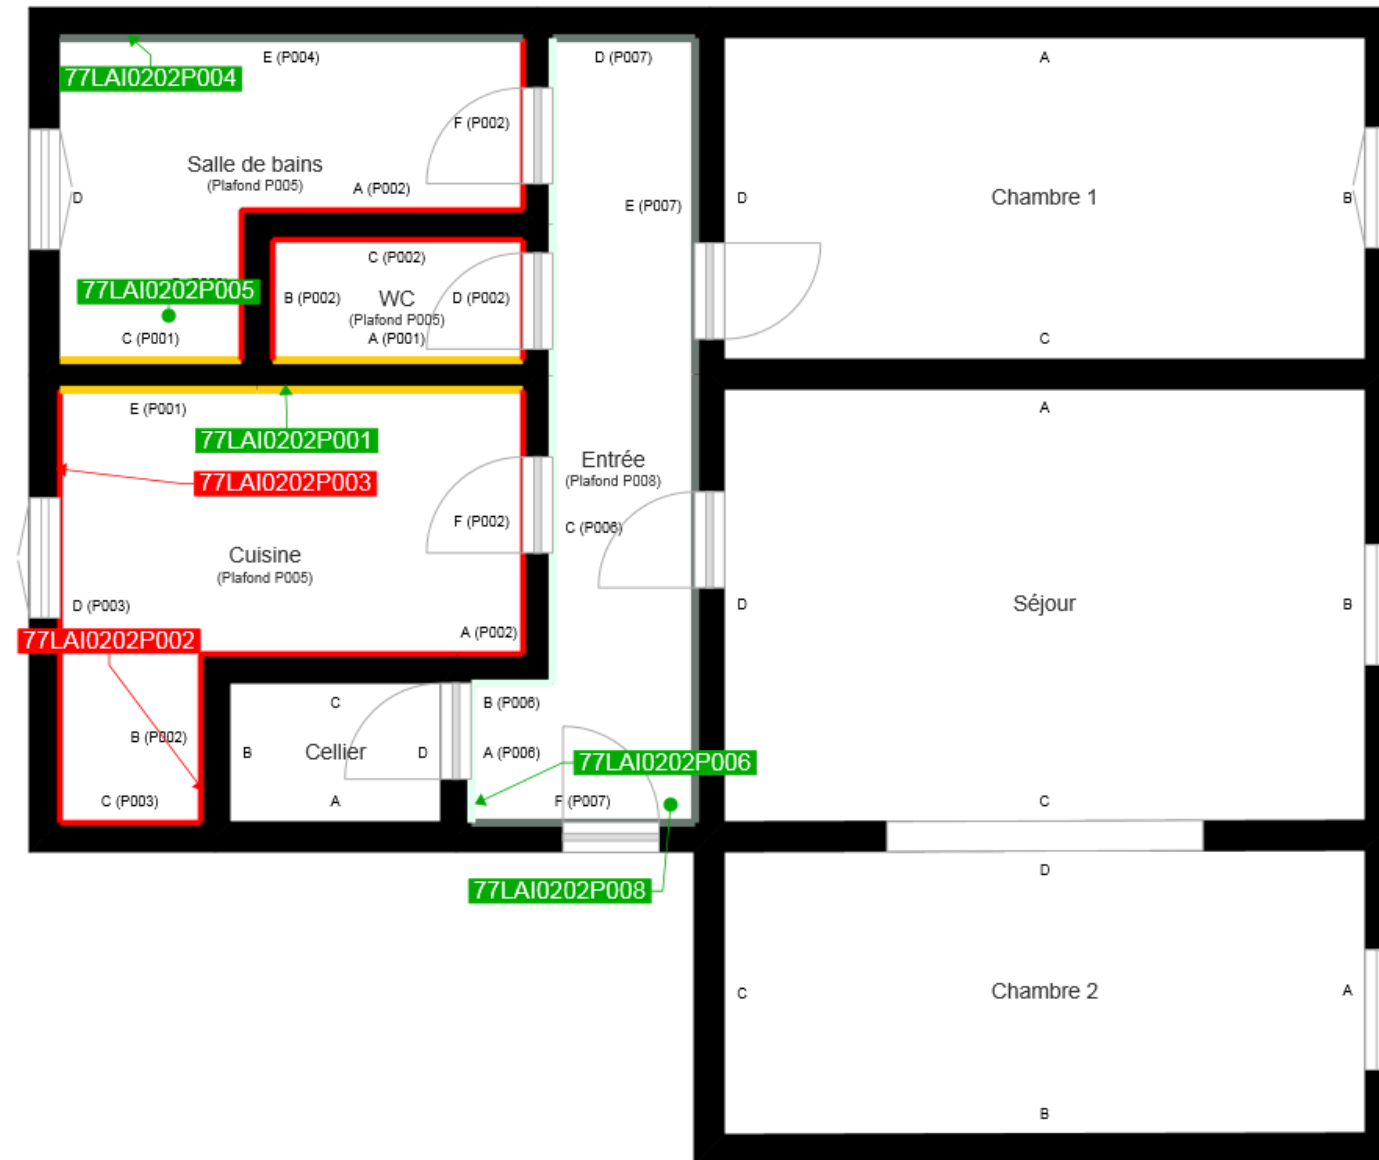 E (P004)
D (P007)
A
77LAI0202P004
F (P002)
Salle de bains
(Plafond P005)
A (P002)
D
E (P007)
D
Chambre 1
B
C (P002)
77LAI0202P005
B (P002)
WC
D (P002)
(Plafond P005)
C (P001)
A (P001)
C
E (P001)
A
77LAI0202P001
Entrée
(Plafond P008)
77LAI0202P003
F (P002)
C (P006)
Cuisine
(Plafond P005)
D (P003)
D
Séjour
B
77LAI0202P002
A (P002)
C
B (P006)
B (P002)
B
Cellier
D
A (P006)
77LAI0202P006
C (P003)
A
F (P007)
C
D
77LAI0202P008
C
Chambre 2
A
B